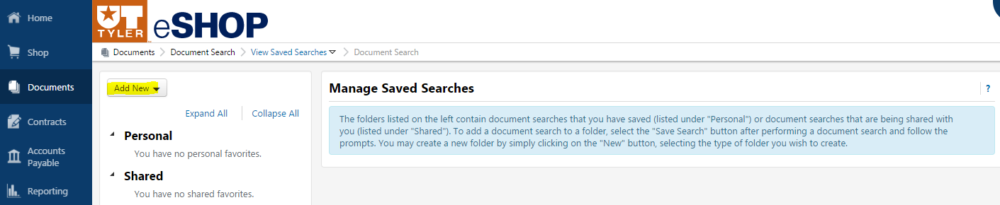 Home
Shop
Documents
Contracts
Accounts
Payable
Reporting
UT
TYLER
eSHOP
Documents Document Search View Saved Searches Document Search
Add New
Expand All Collapse All
Personal
You have no personal favorites.
Shared
You have no shared favorites.
Manage Saved Searches ?
The folders listed on the left contain document searches that you have saved (listed under "Personal") or document searches that are being shared with
you (listed under "Shared"). To add a document search to a folder, select the "Save Search" button after performing a document search and follow the
prompts. You may create a new folder by simply clicking on the "New" button, selecting the type of folder you wish to create.